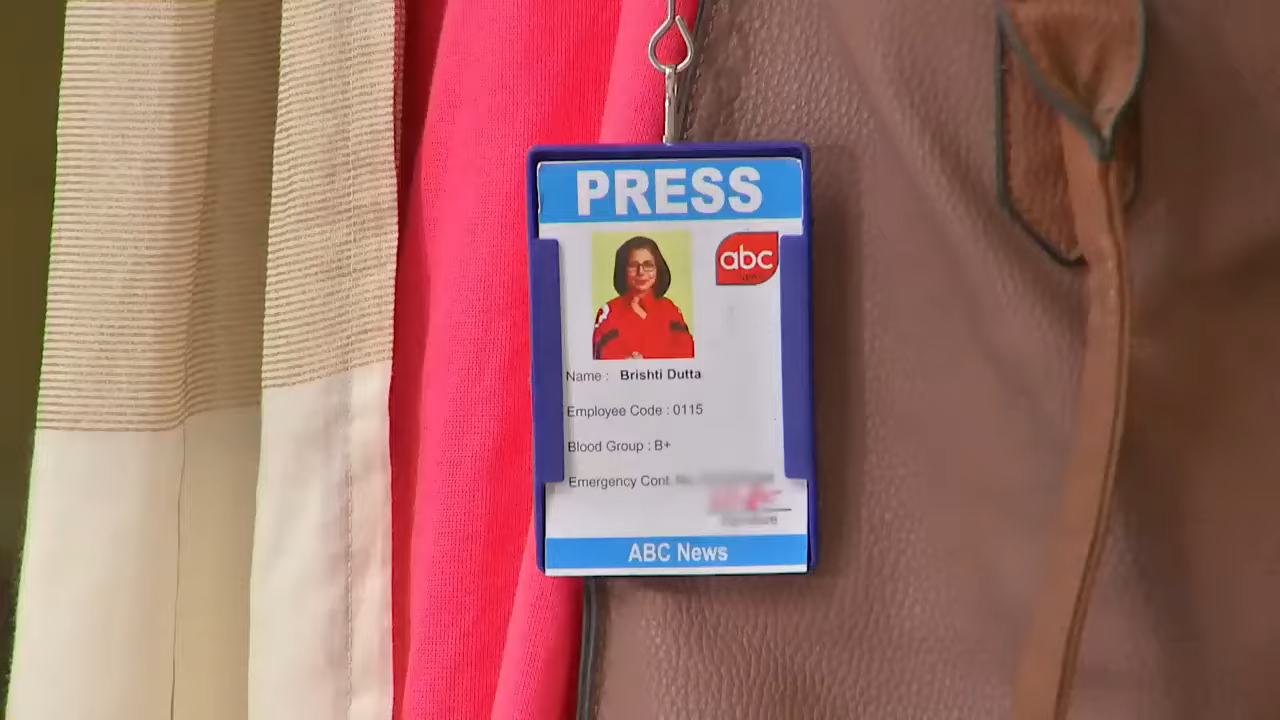 PRESS
abc
Name : Brishti Dutta
Employee Code : 0115
Blood Group : B+
Emergency Cont.
ABC News